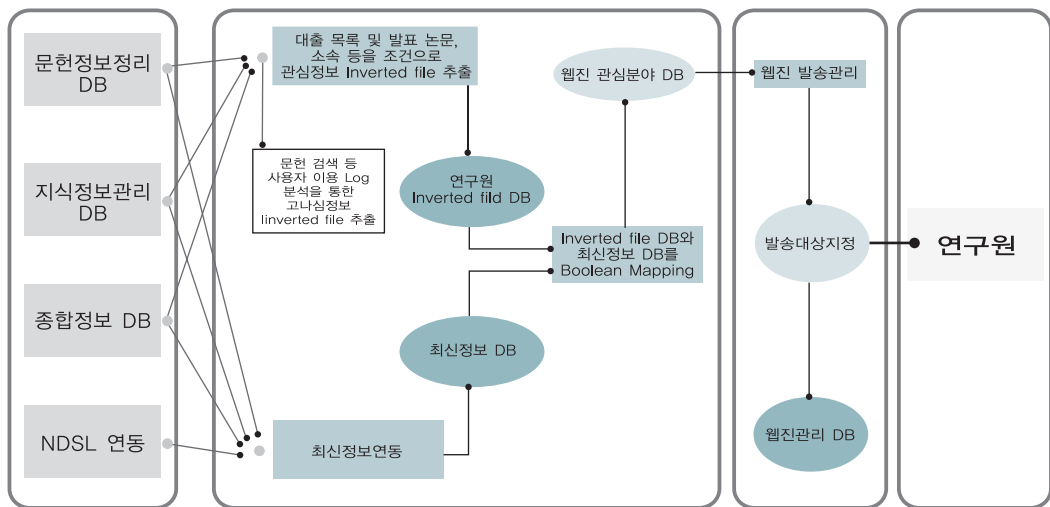 문헌정보정리
DB
지식정보관리
DB
종합정보 DB
NDSL 연동
대출 목록 및 발표 논문,
소속 등을 조건으로
관심정보 Inverted file 추출
문헌 검색 등
사용자 이용 Log
분석을 통한
고나심정보
Iinverted file 추출
연구원
Inverted fild DB
최신정보 DB
최신정보연동
Inverted file DB와
최신정보 DB를
Boolean Mapping
웹진 관심분야 DB
웹진 발송관리
발송대상지정
웹진관리 DB
연구원